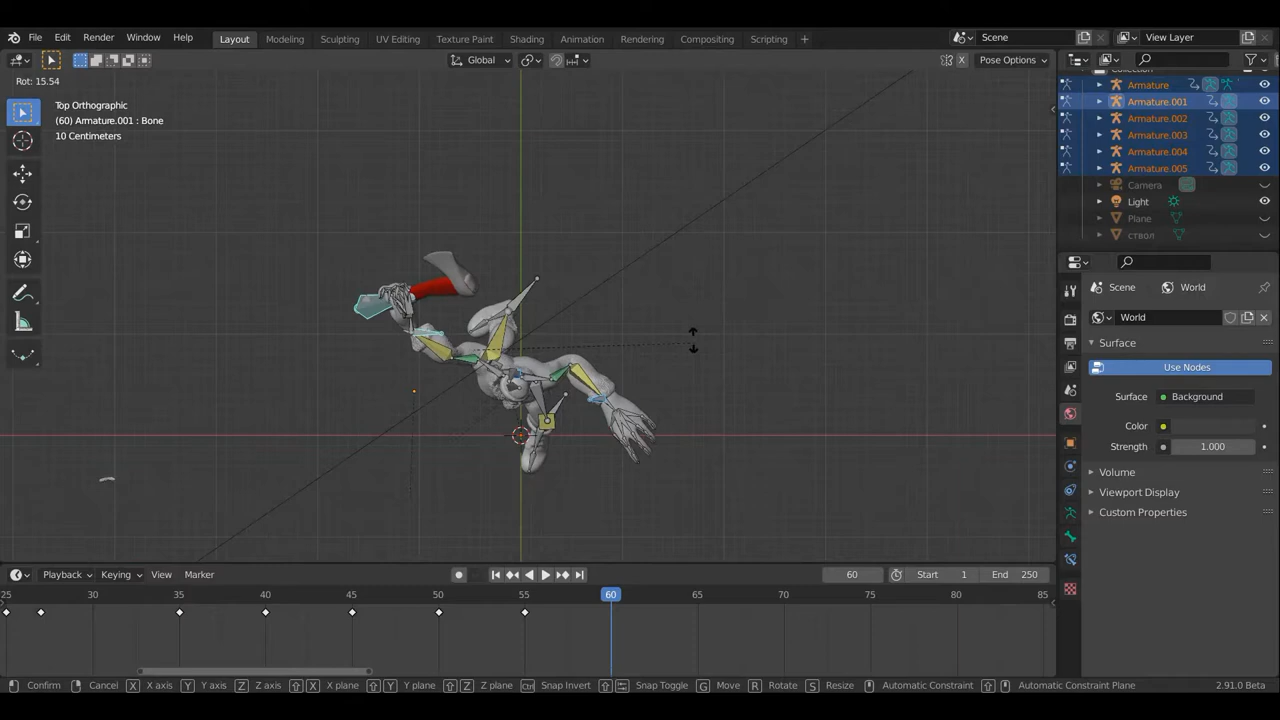 File Edit Render Window Help Layout Modeling Sculpting UV Editing Texture Paint Shading Animation Rendering Compositing Scripting + Scene View Layer
Global X Pose Options
Rot: 15.54
Top Orthographic
(60) Armature.001 : Bone
10 Centimeters
Armature
Armature.001
Armature.002
Armature.003
Armature.004
Armature.005
Camera
Light
Plane
ствол
Scene World
World
Surface
Use Nodes
Surface Background
Color
Strength 1.000
Volume
Viewport Display
Custom Properties
Playback Keying View Marker 60 Start 1 End 250
25 30 35 40 45 50 55 60 65 70 75 80 85
Confirm Cancel X X axis Y Y axis Z Z axis X X plane Y Y plane Z Z plane Ctrl Snap Invert Snap Toggle G Move R Rotate S Resize Automatic Constraint Automatic Constraint Plane 2.91.0 Beta